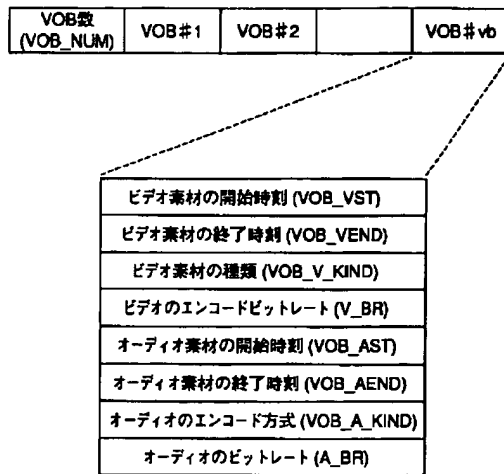 VOB数
(VOB_NUM)
VOB#1
VOB#2
VOB#vb
ビデオ素材の開始時刻 (VOB_VST)
ビデオ素材の終了時刻 (VOB_VEND)
ビデオ素材の種類 (VOB_V_KIND)
ビデオのエンコードビットレート (V_BR)
オーディオ素材の開始時刻 (VOB_AST)
オーディオ素材の終了時刻 (VOB_AEND)
オーディオのエンコード方式 (VOB_A_KIND)
オーディオのビットレート (A_BR)